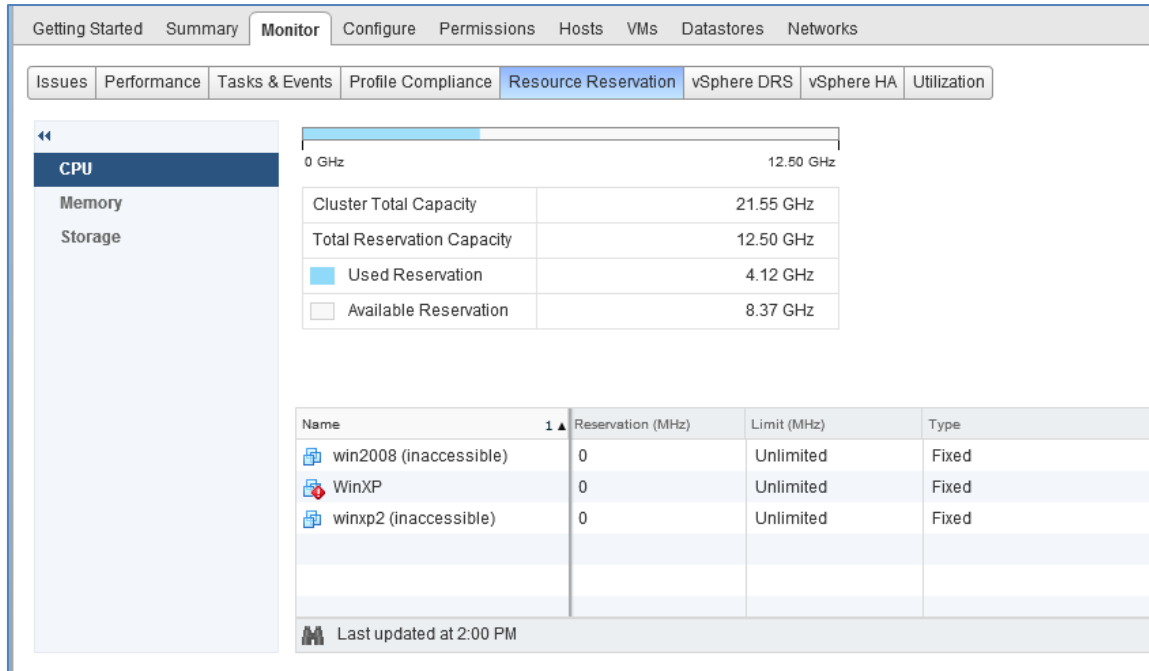 Getting Started Summary Monitor Configure Permissions Hosts VMs Datastores Networks
Issues Performance Tasks & Events Profile Compliance Resource Reservation vSphere DRS vSphere HA Utilization
CPU
Memory
Storage
0 GHz 12.50 GHz
Cluster Total Capacity 21.55 GHz
Total Reservation Capacity 12.50 GHz
Used Reservation 4.12 GHz
Available Reservation 8.37 GHz
Name 1 Reservation (MHz) Limit (MHz) Type
win2008 (inaccessible) 0 Unlimited Fixed
WinXP 0 Unlimited Fixed
winxp2 (inaccessible) 0 Unlimited Fixed
Last updated at 2:00 PM